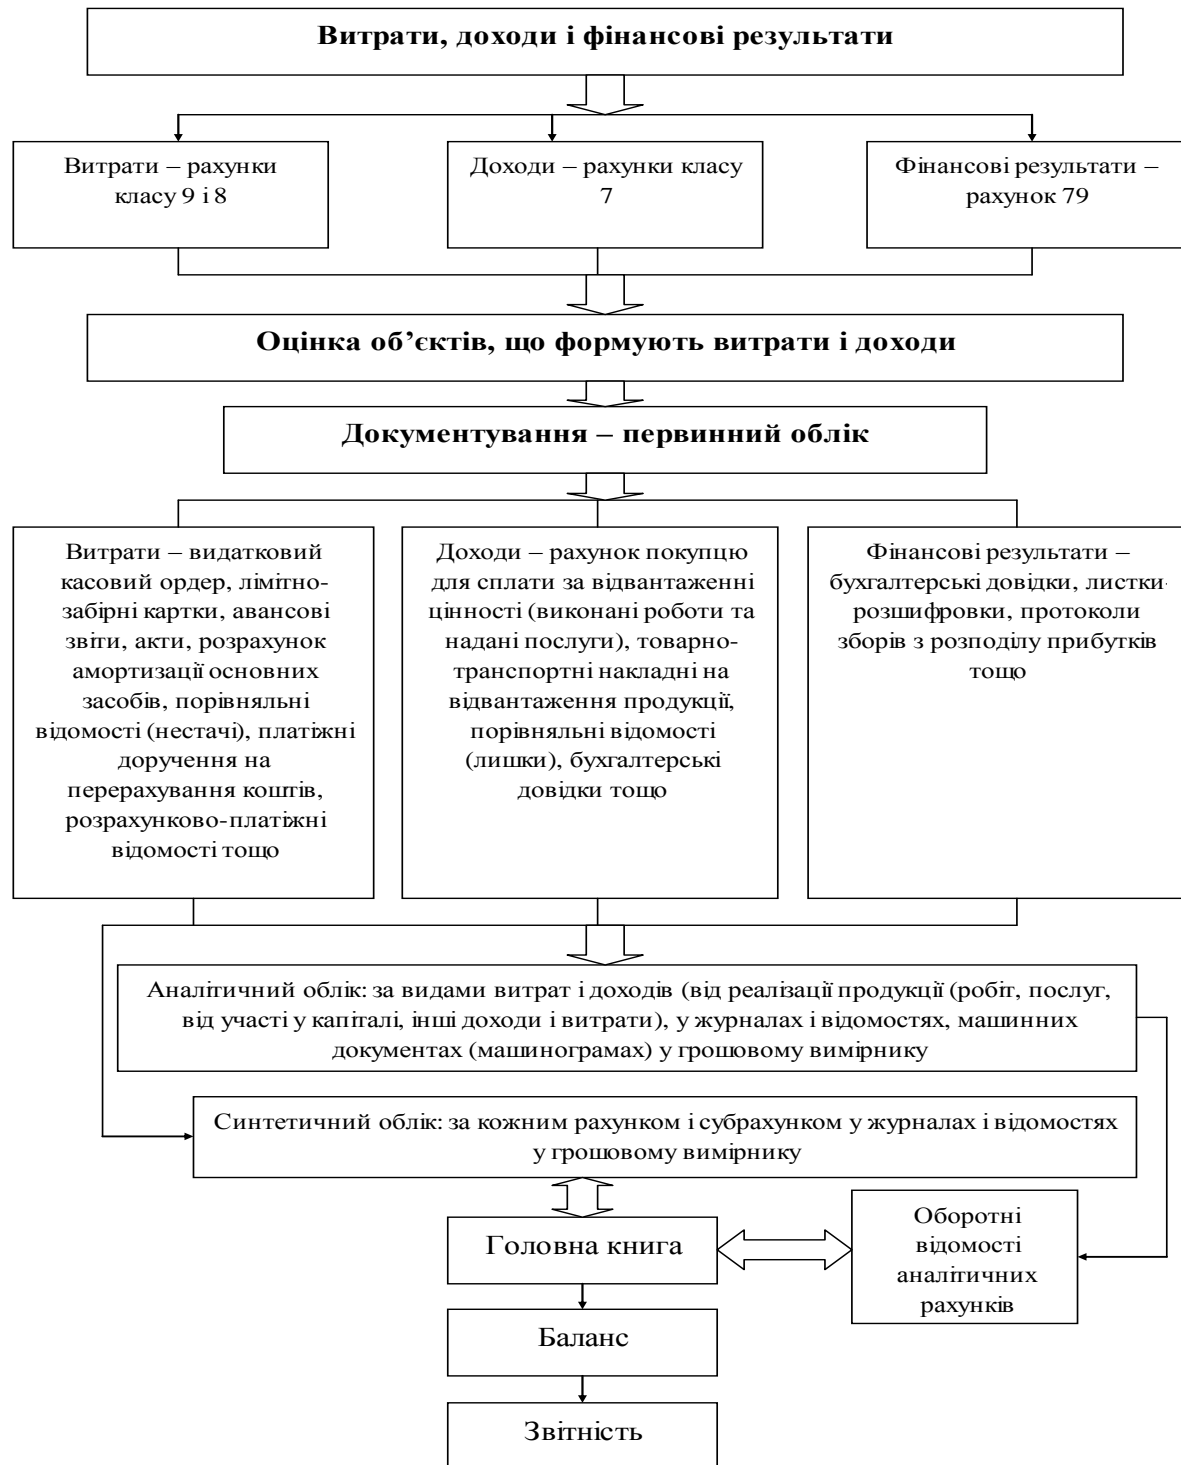 Витрати, доходи і фінансові результати
Витрати – рахунки
класу 9 і 8
Доходи – рахунки класу
7
Фінансові результати –
рахунок 79
Оцінка об’єктів, що формують витрати і доходи
Документування – первинний облік
Витрати – видатковий
касовий ордер, лімітно-
забірні картки, авансові
звіти, акти, розрахунок
амортизації основних
засобів, порівняльні
відомості (нестачі), платіжні
доручення на
перерахування коштів,
розрахунково-платіжні
відомості тощо
Доходи – рахунок покупцю
для сплати за відвантаженні
цінності (виконані роботи та
надані послуги), товарно-
транспортні накладні на
відвантаження продукції,
порівняльні відомості
(лишки), бухгалтерські
довідки тощо
Фінансові результати –
бухгалтерські довідки, листки-
розшифровки, протоколи
зборів з розподілу прибутків
тощо
Аналітичний облік: за видами витрат і доходів (від реалізації продукції (робіт, послуг,
від участі у капіталі, інші доходи і витрати), у журналах і відомостях, машинних
документах (машинограмах) у грошовому вимірнику
Синтетичний облік: за кожним рахунком і субрахунком у журналах і відомостях
у грошовому вимірнику
Головна книга
Оборотні
відомості
аналітичних
рахунків
Баланс
Звітність